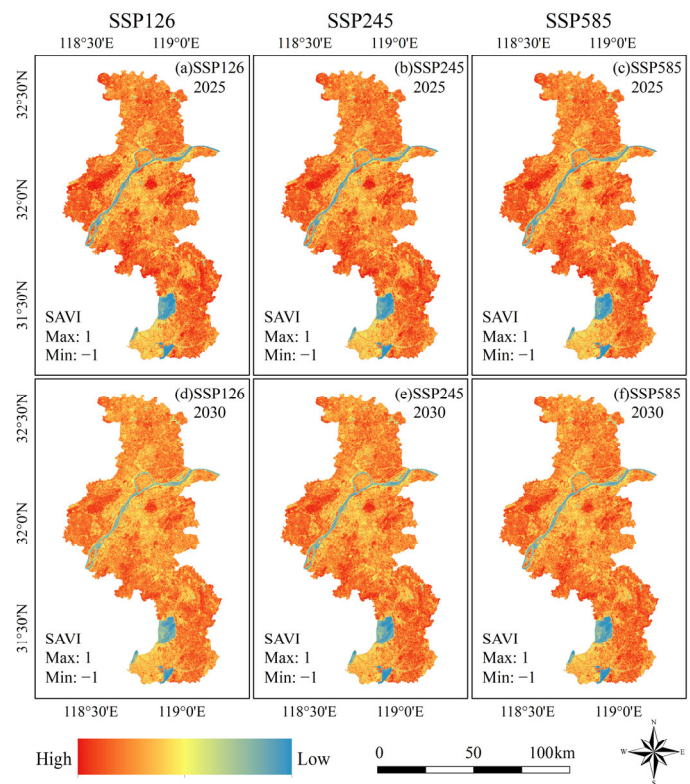 SSP126 SSP245 SSP585
118°30'E 119°0'E 118°30'E 119°0'E 118°30'E 119°0'E
(a)SSP126
2025
(b)SSP245
2025
(c)SSP585
2025
32°30'N
32°0'N
31°30'N
SAVI
Max: 1
Min: −1
SAVI
Max: 1
Min: −1
SAVI
Max: 1
Min: −1
(d)SSP126
2030
(e)SSP245
2030
(f)SSP585
2030
32°30'N
32°0'N
31°30'N
SAVI
Max: 1
Min: −1
SAVI
Max: 1
Min: −1
SAVI
Max: 1
Min: −1
118°30'E 119°0'E 118°30'E 119°0'E 118°30'E 119°0'E
High Low
0 50 100km
N
W E
S